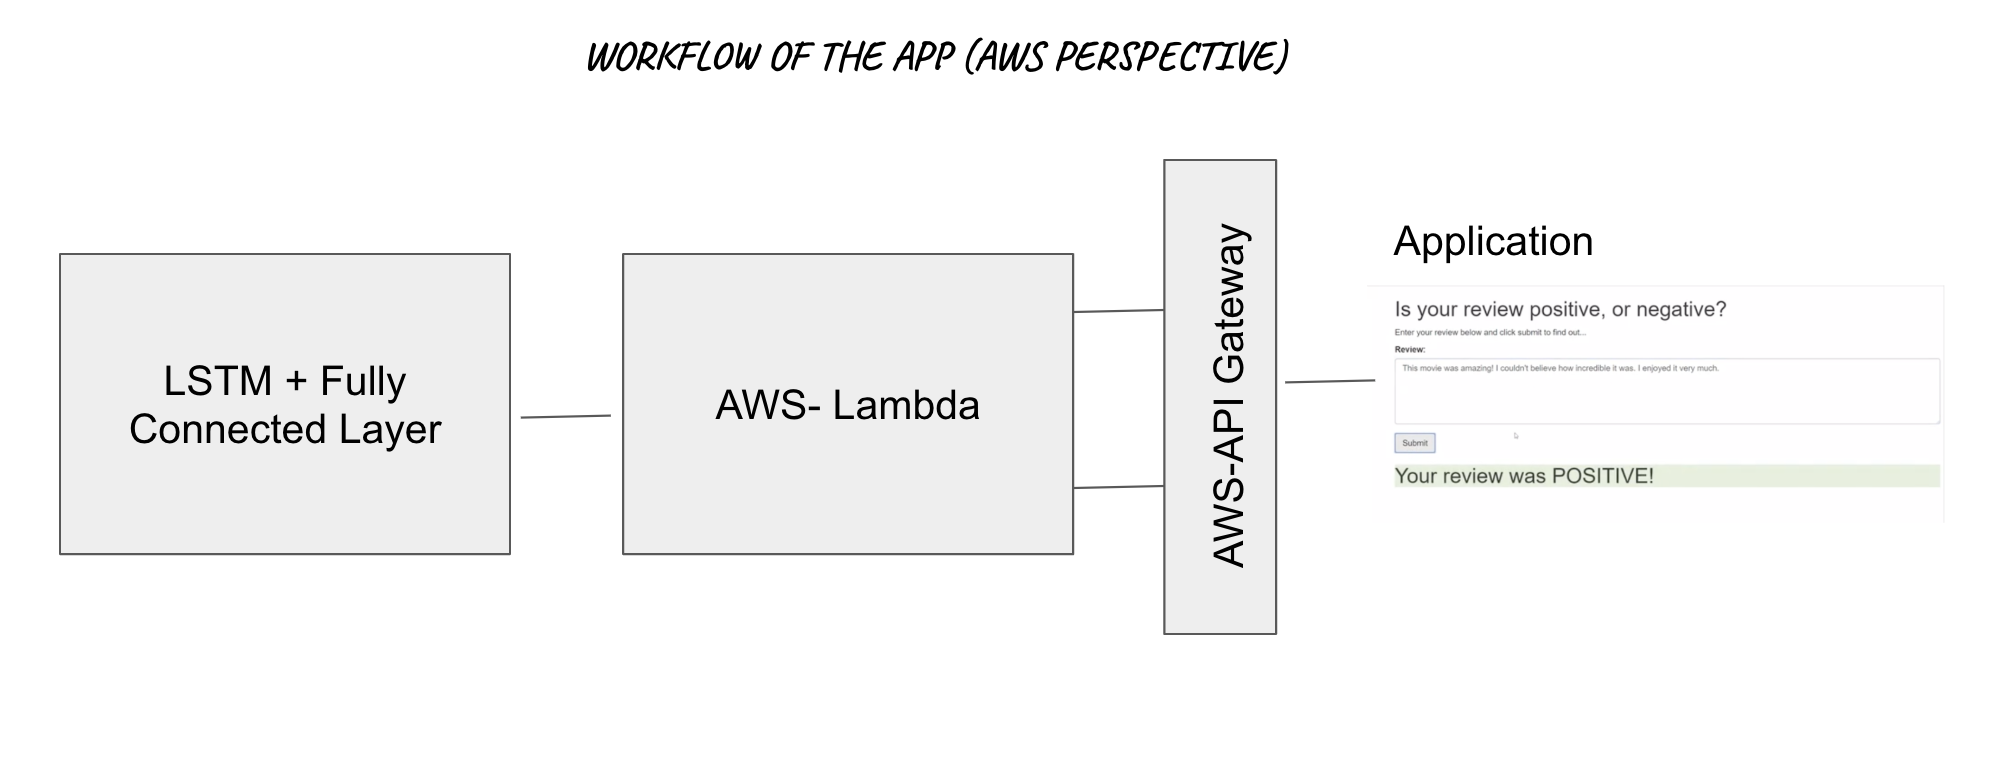 WORKFLOW OF THE APP (AWS PERSPECTIVE)
LSTM + Fully
Connected Layer
AWS- Lambda
AWS-API Gateway
Application
Is your review positive, or negative?
Enter your review below and click submit to find out...
Review:
This movie was amazing! I couldn't believe how incredible it was. I enjoyed it very much.
Submit
Your review was POSITIVE!